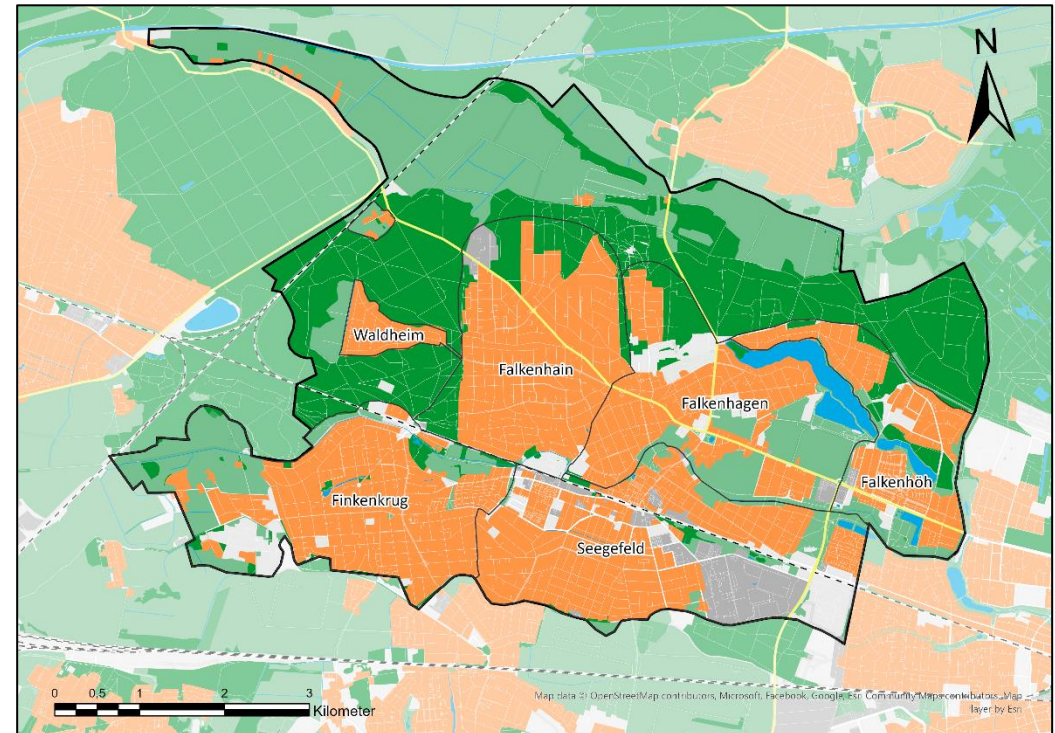 N
Waldheim
Falkenhain
Falkenhagen
Falkenhöh
Finkenkrug
Seegefeld
0 0,5 1 2 3
Kilometer
Map data © OpenStreetMap contributors, Microsoft, Facebook, Google, Esri Community Maps contributors, Map
layer by Esri